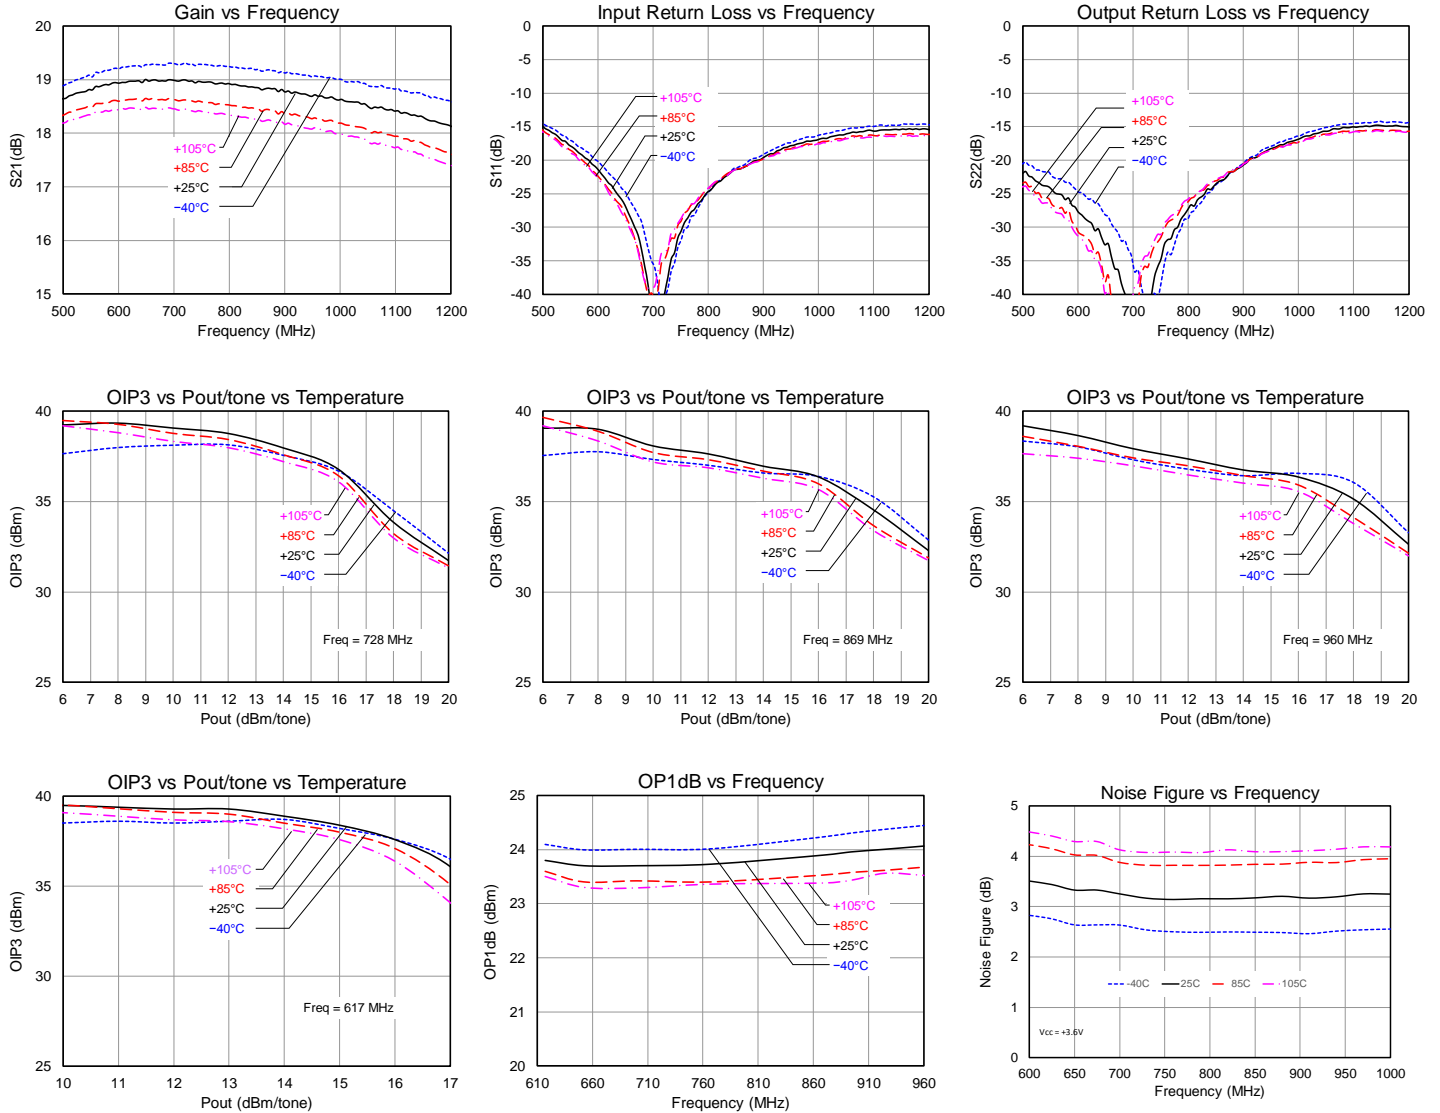 Gain vs Frequency
20
19
18
17
16
15
S21(dB)
+105°C
+85°C
+25°C
−40°C
500 600 700 800 900 1000 1100 1200
Frequency (MHz)
Input Return Loss vs Frequency
0
-5
-10
-15
-20
-25
-30
-35
-40
S11(dB)
+105°C
+85°C
+25°C
−40°C
500 600 700 800 900 1000 1100 1200
Frequency (MHz)
Output Return Loss vs Frequency
0
-5
-10
-15
-20
-25
-30
-35
-40
S22(dB)
+105°C
+85°C
+25°C
−40°C
500 600 700 800 900 1000 1100 1200
Frequency (MHz)
OIP3 vs Pout/tone vs Temperature
40
35
30
25
OIP3 (dBm)
+105°C
+85°C
+25°C
−40°C
Freq = 728 MHz
6 7 8 9 10 11 12 13 14 15 16 17 18 19 20
Pout (dBm/tone)
OIP3 vs Pout/tone vs Temperature
40
35
30
25
OIP3 (dBm)
+105°C
+85°C
+25°C
−40°C
Freq = 869 MHz
6 7 8 9 10 11 12 13 14 15 16 17 18 19 20
Pout (dBm/tone)
OIP3 vs Pout/tone vs Temperature
40
35
30
25
OIP3 (dBm)
+105°C
+85°C
+25°C
−40°C
Freq = 960 MHz
6 7 8 9 10 11 12 13 14 15 16 17 18 19 20
Pout (dBm/tone)
OIP3 vs Pout/tone vs Temperature
40
35
30
25
OIP3 (dBm)
+105°C
+85°C
+25°C
−40°C
Freq = 617 MHz
10 11 12 13 14 15 16 17
Pout (dBm/tone)
OP1dB vs Frequency
25
24
23
22
21
20
OP1dB (dBm)
+105°C
+85°C
+25°C
−40°C
610 660 710 760 810 860 910 960
Frequency (MHz)
Noise Figure vs Frequency
5
4
3
2
1
0
Noise Figure (dB)
-40C 25C 85C 105C
Vcc = +3.6V
600 650 700 750 800 850 900 950 1000
Frequency (MHz)